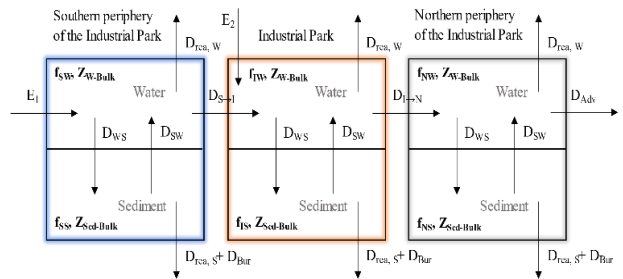 Southern periphery
of the Industrial Park
E2
Industrial Park
Northern periphery
of the Industrial Park
Drea, W
Drea, W
Drea, W
fSW, ZW-Bulk
fIW, ZW-Bulk
fNW, ZW-Bulk
E1
Water
DS→I
Water
DI→N
Water
DAdv
DWS
DSW
DWS
DSW
DWS
DSW
Sediment
Sediment
Sediment
fSS, ZSed-Bulk
fIS, ZSed-Bulk
fNS, ZSed-Bulk
Drea, S+ DBur
Drea, S+ DBur
Drea, S+ DBur